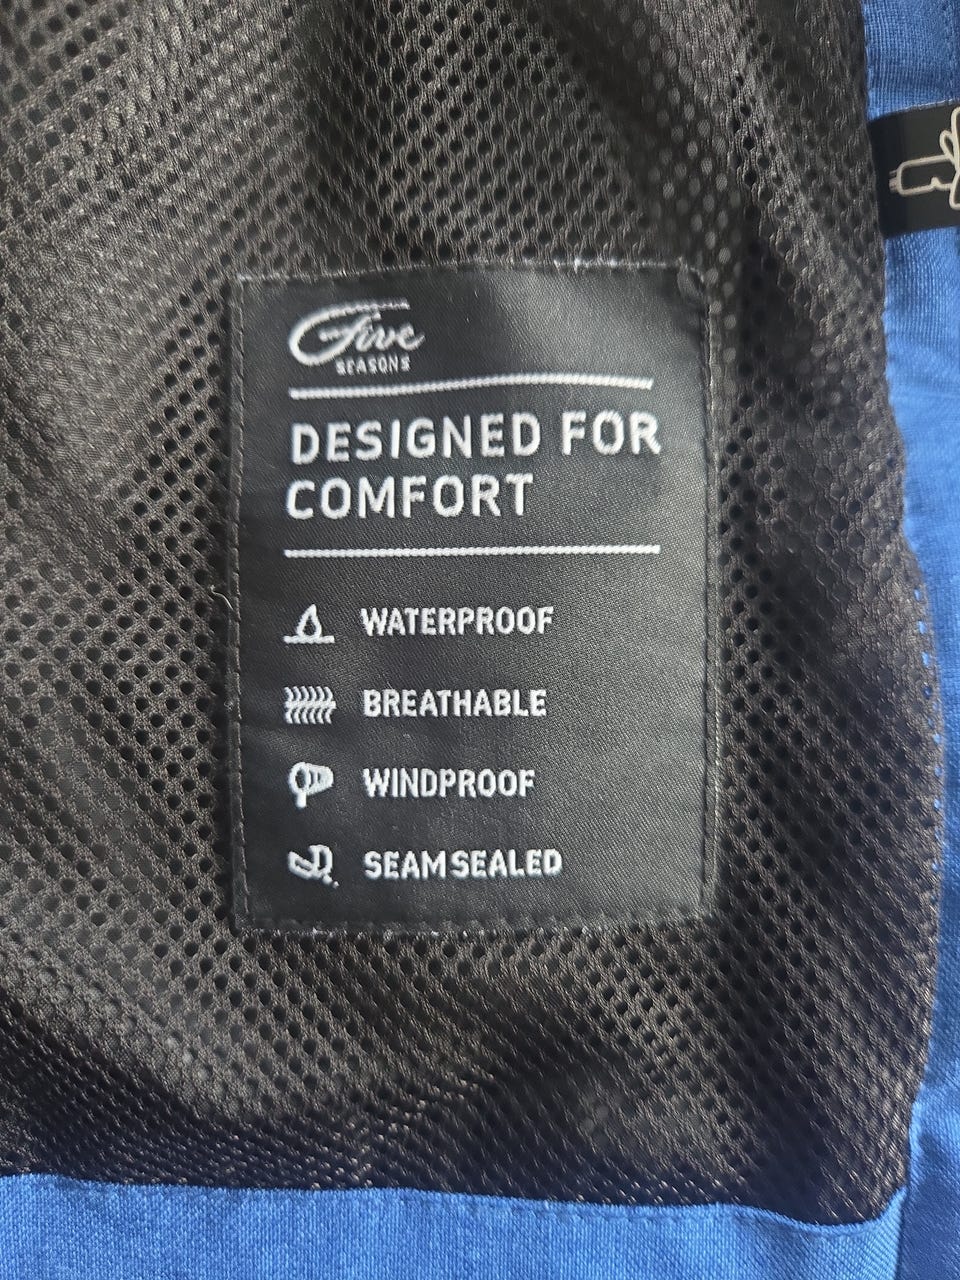 Five
SEASONS
DESIGNED FOR
COMFORT
WATERPROOF
BREATHABLE
WINDPROOF
SEAMSEALED